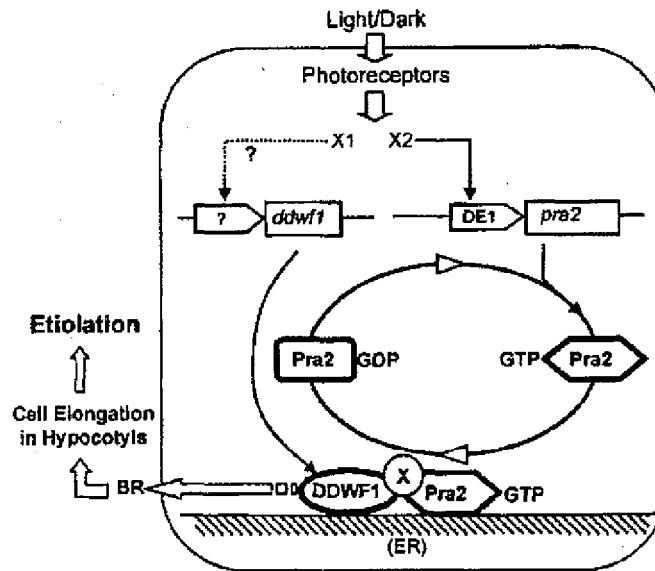 Light/Dark
Photoreceptors
? X1 X2
? ddwf1 DE1 pra2
Etiolation
Pra2 GDP GTP Pra2
Cell Elongation
in Hypocotyls
BR DDWF1 X Pra2 GTP
(ER)